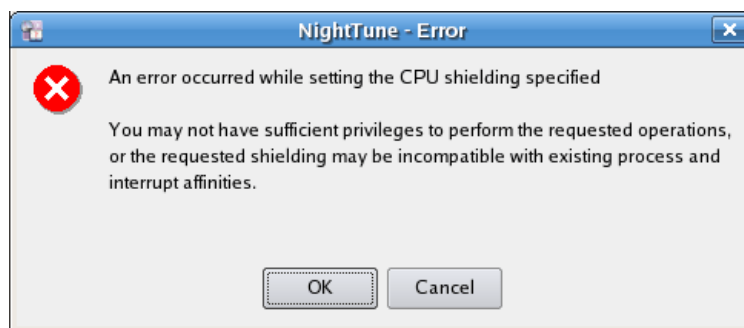 NightTune - Error
An error occurred while setting the CPU shielding specified
You may not have sufficient privileges to perform the requested operations,
or the requested shielding may be incompatible with existing process and
interrupt affinities.
OK
Cancel